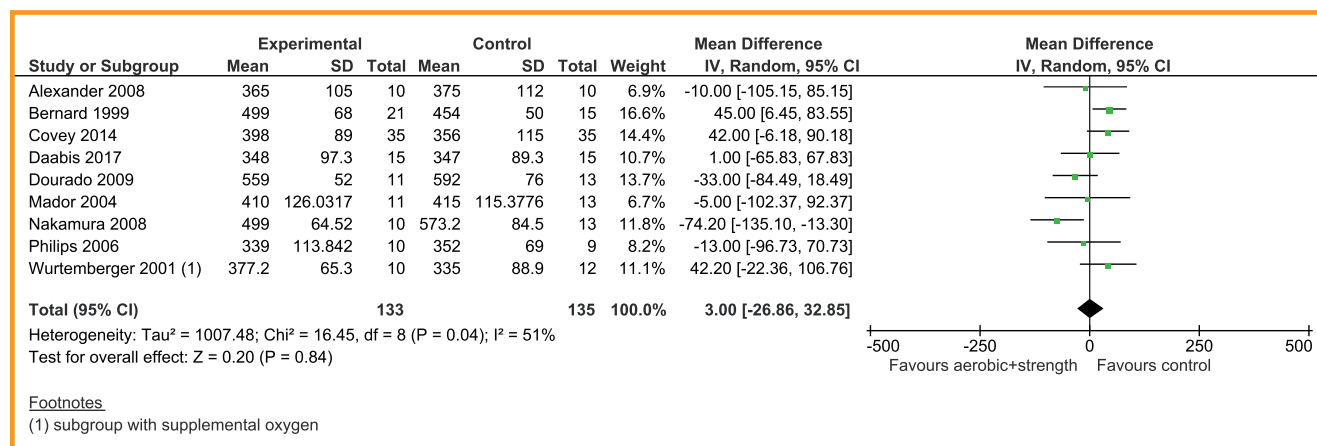 Experimental Control Mean Difference Mean Difference
Study or Subgroup Mean SD Total Mean SD Total Weight IV, Random, 95% CI IV, Random, 95% CI
Alexander 2008 365 105 10 375 112 10 6.9% -10.00 [-105.15, 85.15]
Bernard 1999 499 68 21 454 50 15 16.6% 45.00 [6.45, 83.55]
Covey 2014 398 89 35 356 115 35 14.4% 42.00 [-6.18, 90.18]
Daabis 2017 348 97.3 15 347 89.3 15 10.7% 1.00 [-65.83, 67.83]
Dourado 2009 559 52 11 592 76 13 13.7% -33.00 [-84.49, 18.49]
Mador 2004 410 126.0317 11 415 115.3776 13 6.7% -5.00 [-102.37, 92.37]
Nakamura 2008 499 64.52 10 573.2 84.5 13 11.8% -74.20 [-135.10, -13.30]
Philips 2006 339 113.842 10 352 69 9 8.2% -13.00 [-96.73, 70.73]
Wurtemberger 2001 (1) 377.2 65.3 10 335 88.9 12 11.1% 42.20 [-22.36, 106.76]
Total (95% CI) 133 135 100.0% 3.00 [-26.86, 32.85]
Heterogeneity: Tau² = 1007.48; Chi² = 16.45, df = 8 (P = 0.04); I² = 51%
Test for overall effect: Z = 0.20 (P = 0.84)
-500 -250 0 250 500
Favours aerobic+strength Favours control
Footnotes
(1) subgroup with supplemental oxygen